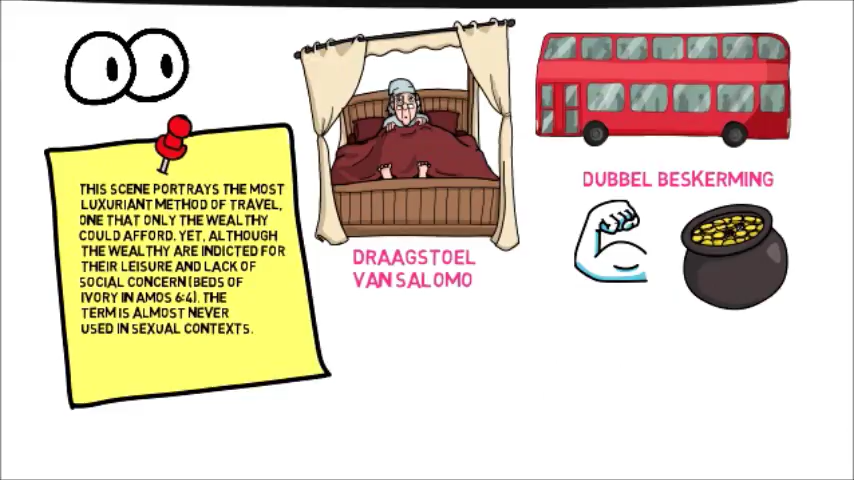 THIS SCENE PORTRAYS THE MOST
LUXURIANT METHOD OF TRAVEL,
ONE THAT ONLY THE WEALTHY
COULD AFFORD. YET, ALTHOUGH
THE WEALTHY ARE INDICTED FOR
THEIR LEISURE AND LACK OF
SOCIAL CONCERN (BEDS OF
IVORY IN AMOS 6:4). THE
TERM IS ALMOST NEVER
USED IN SEXUAL CONTEXTS.
DRAAGSTOEL
VAN SALOMO
DUBBEL BESKERMING